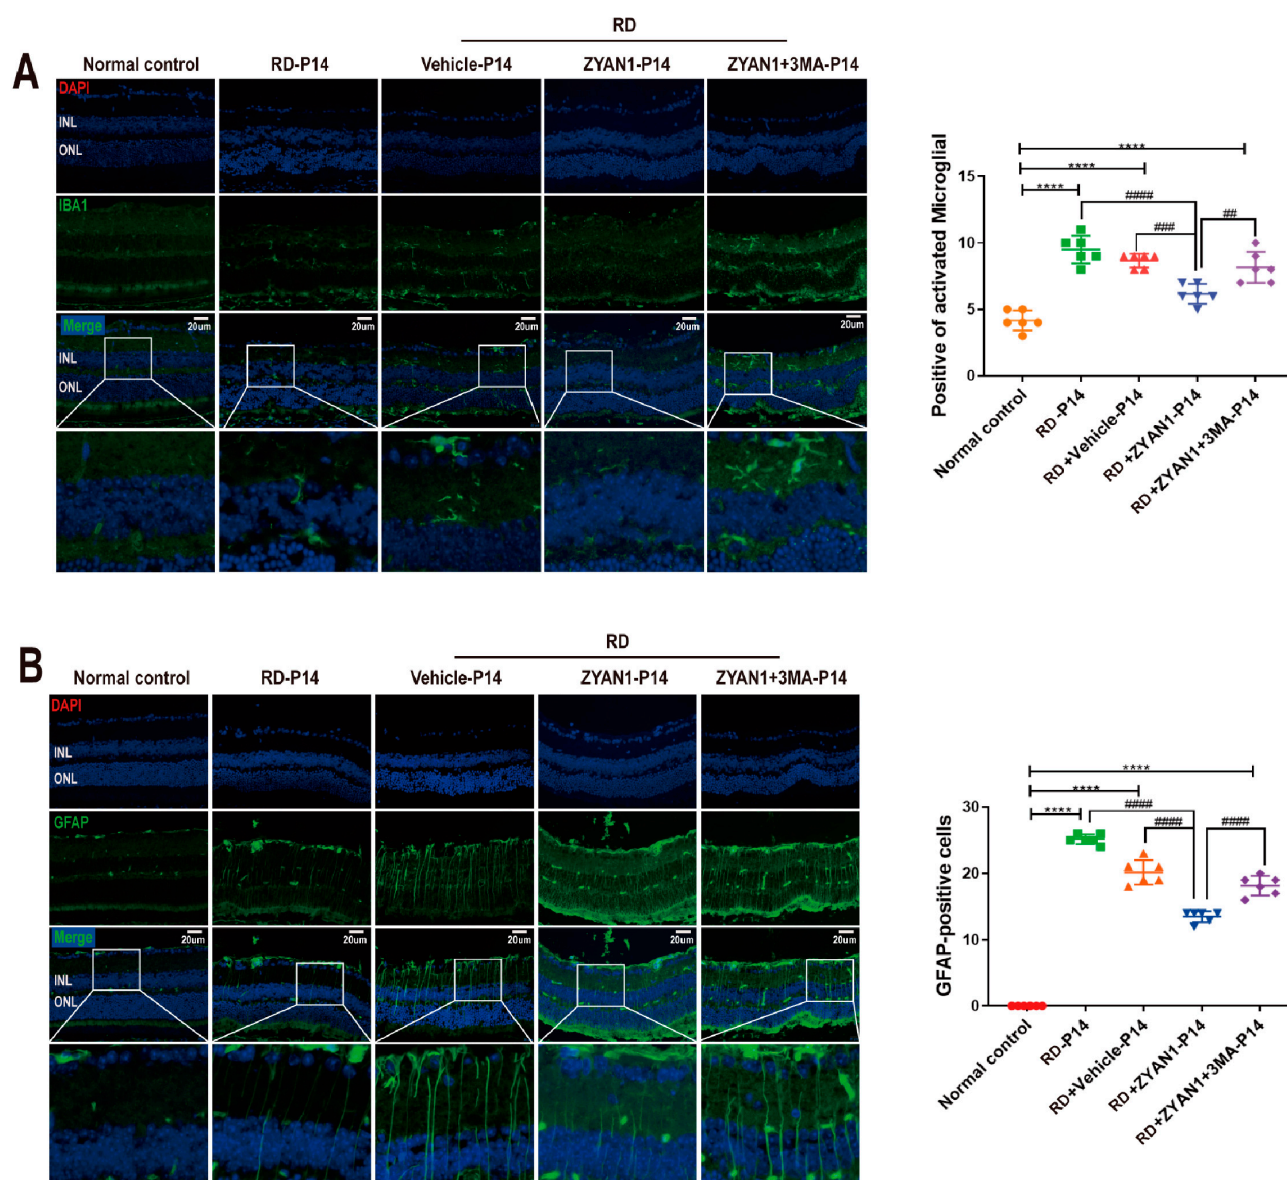 RD
A
Normal control RD-P14 Vehicle-P14 ZYAN1-P14 ZYAN1+3MA-P14
DAPI
INL
ONL
IBA1
Merge 20um 20um 20um 20um 20um
INL
ONL
****
****
****
####
###
##
Positive of activated Microglial
15
10
5
0
Normal control
RD-P14
RD+Vehicle-P14
RD+ZYAN1-P14
RD+ZYAN1+3MA-P14
RD
B
Normal control RD-P14 Vehicle-P14 ZYAN1-P14 ZYAN1+3MA-P14
DAPI
INL
ONL
GFAP
Merge 20um 20um 20um 20um 20um
INL
ONL
****
****
****
####
####
####
GFAP-positive cells
30
20
10
0
Normal control
RD-P14
RD+Vehicle-P14
RD+ZYAN1-P14
RD+ZYAN1+3MA-P14